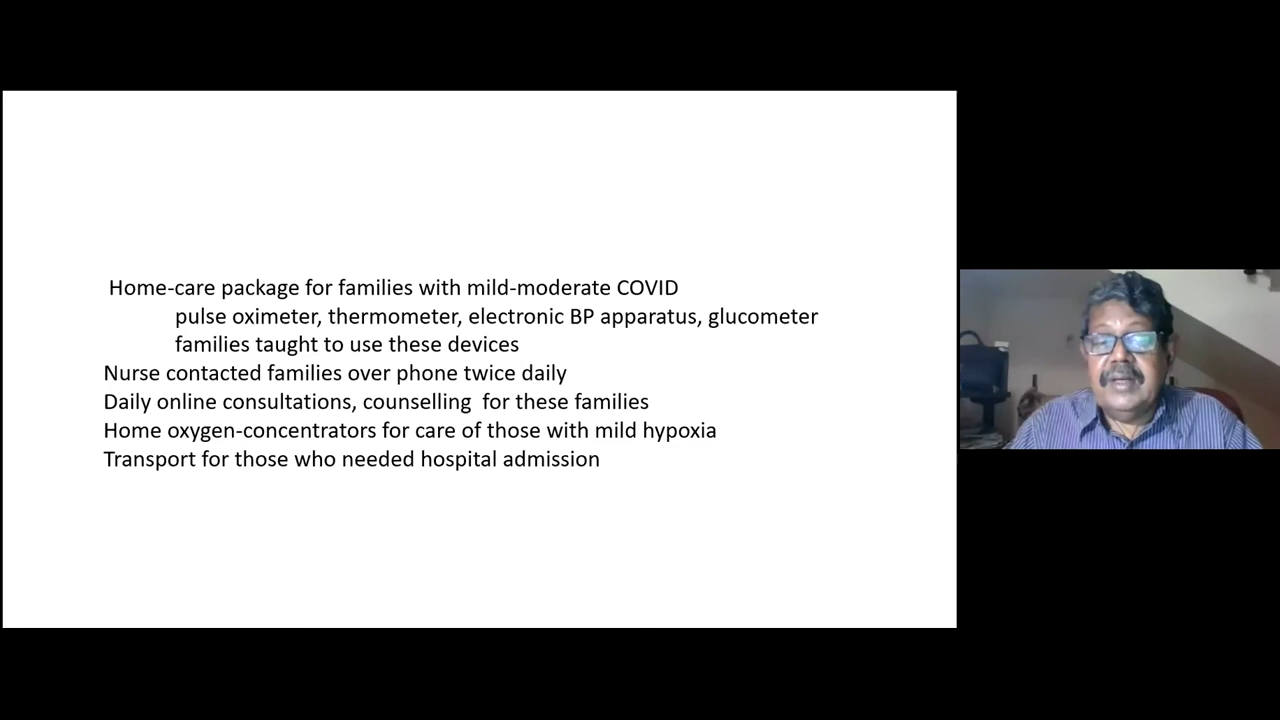 Home-care package for families with mild-moderate COVID
pulse oximeter, thermometer, electronic BP apparatus, glucometer
families taught to use these devices
Nurse contacted families over phone twice daily
Daily online consultations, counselling  for these families
Home oxygen-concentrators for care of those with mild hypoxia
Transport for those who needed hospital admission